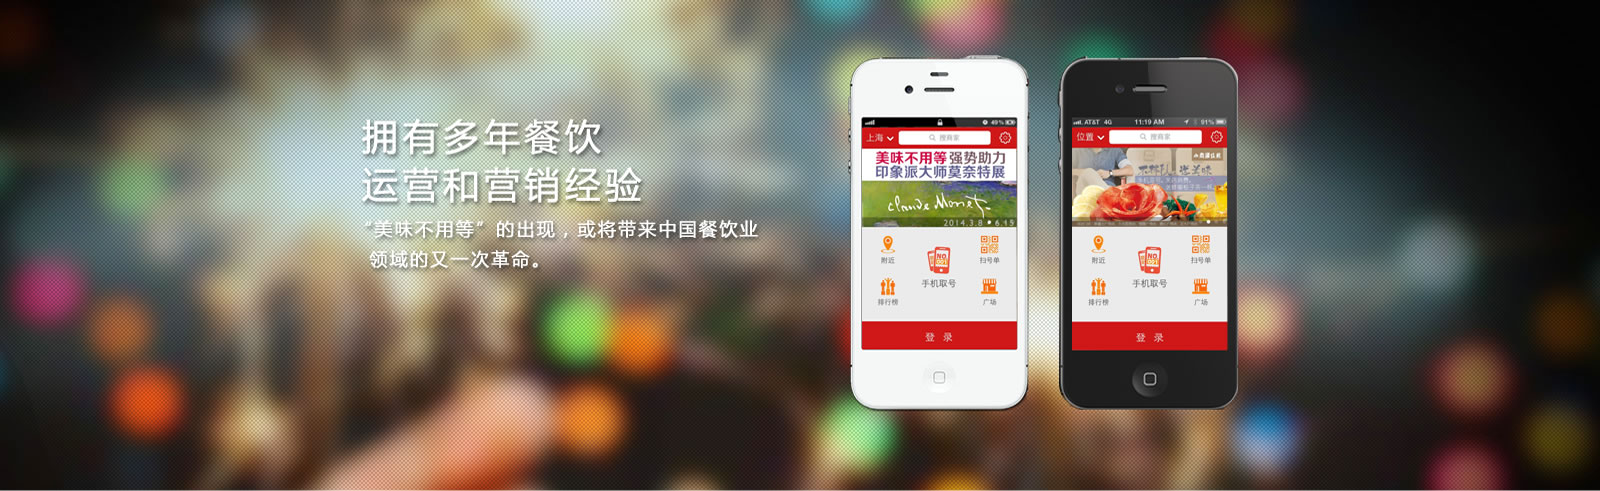 拥有多年餐饮
运营和营销经验
“美味不用等”的出现，或将带来中国餐饮业
领域的又一次革命。
49%
上海
搜商家
美味不用等 强势助力
印象派大师莫奈特展
Claude Monet
2014.3.8 6.15
附近
扫号单
NO.
001
手机取号
排行榜
广场
登 录
AT&T 4G 11:19 AM 91%
位置
搜商家
附近
扫号单
NO.
001
手机取号
排行榜
广场
登 录